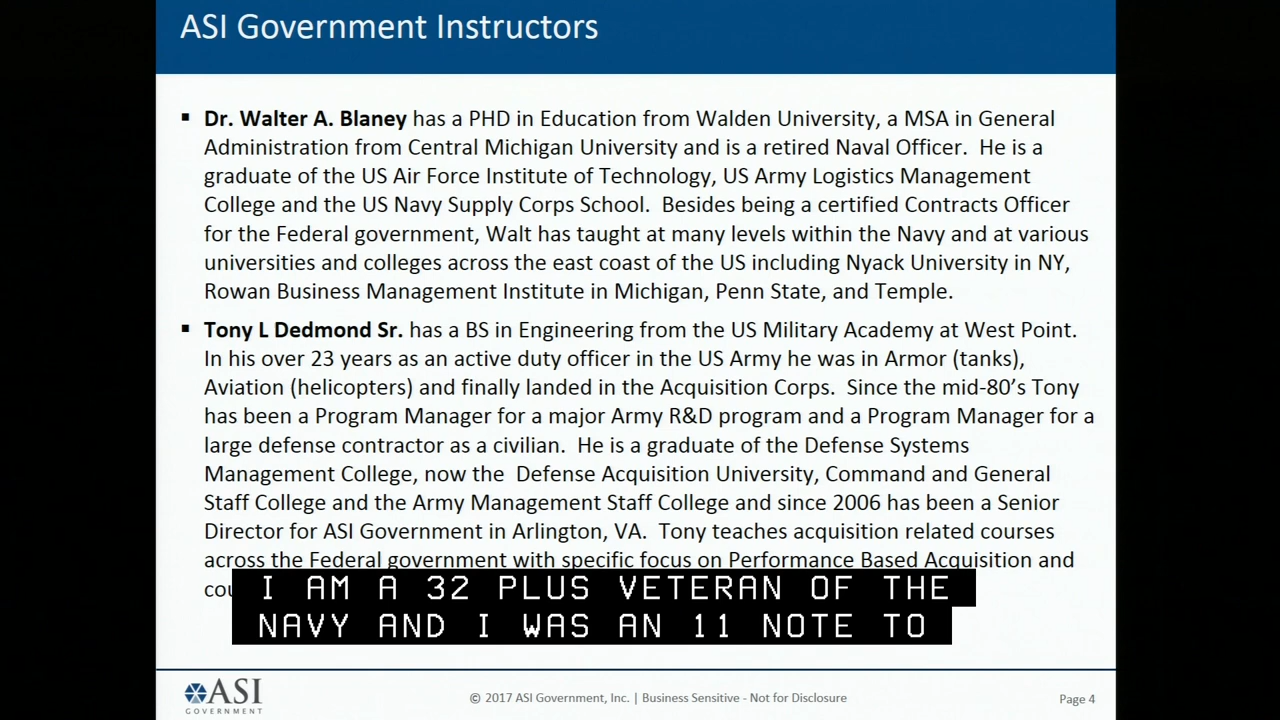 ASI Government Instructors
▪ Dr. Walter A. Blaney has a PHD in Education from Walden University, a MSA in General
Administration from Central Michigan University and is a retired Naval Officer. He is a
graduate of the US Air Force Institute of Technology, US Army Logistics Management
College and the US Navy Supply Corps School. Besides being a certified Contracts Officer
for the Federal government, Walt has taught at many levels within the Navy and at various
universities and colleges across the east coast of the US including Nyack University in NY,
Rowan Business Management Institute in Michigan, Penn State, and Temple.
▪ Tony L Dedmond Sr. has a BS in Engineering from the US Military Academy at West Point.
In his over 23 years as an active duty officer in the US Army he was in Armor (tanks),
Aviation (helicopters) and finally landed in the Acquisition Corps. Since the mid-80’s Tony
has been a Program Manager for a major Army R&D program and a Program Manager for a
large defense contractor as a civilian. He is a graduate of the Defense Systems
Management College, now the Defense Acquisition University, Command and General
Staff College and the Army Management Staff College and since 2006 has been a Senior
Director for ASI Government in Arlington, VA. Tony teaches acquisition related courses
across the Federal government with specific focus on Performance Based Acquisition and
I AM A 32 PLUS VETERAN OF THE
NAVY AND I WAS AN 11 NOTE TO
ASI
GOVERNMENT
© 2017 ASI Government, Inc. | Business Sensitive - Not for Disclosure
Page 4